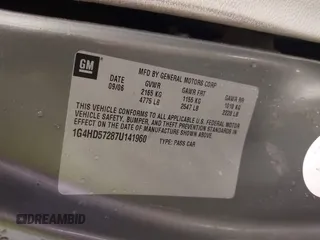 GM
MFD BY GENERAL MOTORS CORP
DATE GVWR GAWR FRT GAWR RR
09/06 2165 KG 1155 KG 1010 KG
4775 LB 2547 LB 2228 LB
THIS VEHICLE CONFORMS TO ALL APPLICABLE U.S. FEDERAL MOTOR
VEHICLE SAFETY, BUMPER, AND THEFT PREVENTION STANDARDS IN
EFFECT ON THE DATE OF MANUFACTURE SHOWN ABOVE.
1G4HD57287U141960 TYPE: PASS CAR
DREAMBID